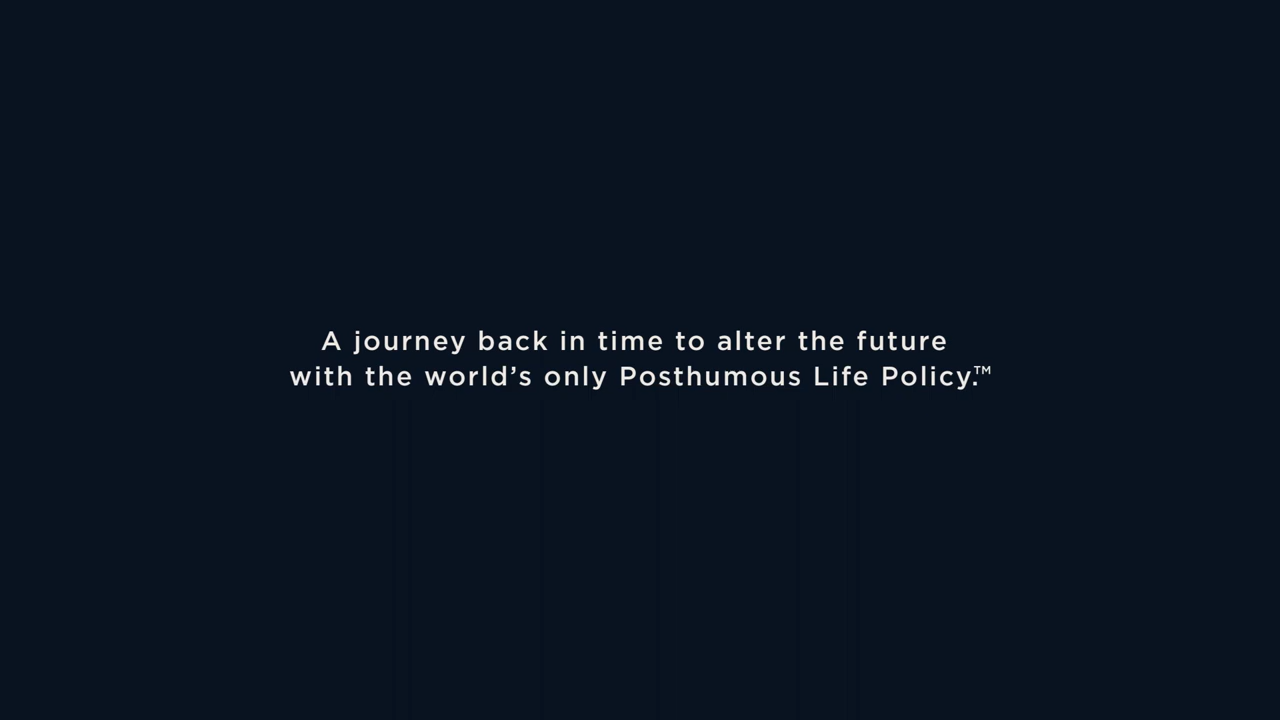 A journey back in time to alter the future
with the world’s only Posthumous Life Policy.™